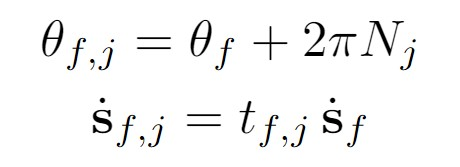 θ_{f,j} = θ_f + 2πN_j
ṡ_{f,j} = t_{f,j} ṡ_f